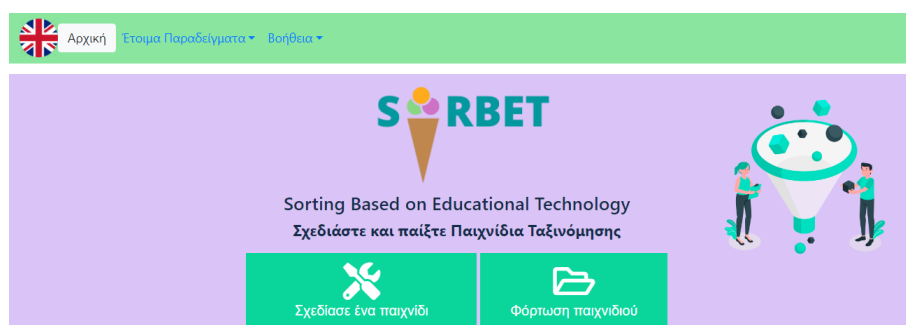 Αρχική Έτοιμα Παραδείγματα Βοήθεια
SORBET
Sorting Based on Educational Technology
Σχεδιάστε και παίξτε Παιχνίδια Ταξινόμησης
Σχεδίασε ένα παιχνίδι Φόρτωση παιχνιδιού